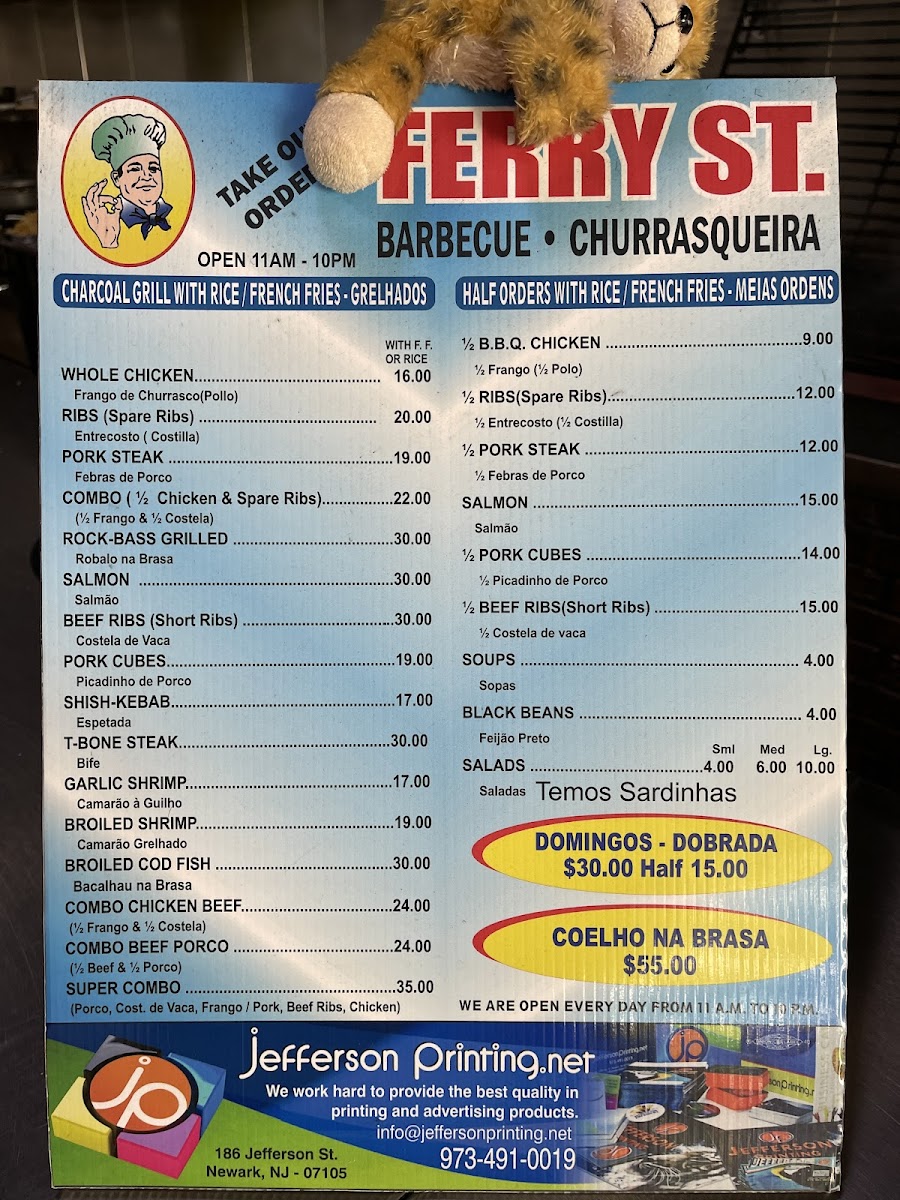 TAKE
FERRY ST.
BARBECUE • CHURRASQUEIRA
OPEN 11AM - 10PM
CHARCOAL GRILL WITH RICE / FRENCH FRIES - GRELHADOS
WITH F. F.
OR RICE
WHOLE CHICKEN 16.00
Frango de Churrasco(Pollo)
RIBS (Spare Ribs) 20.00
Entrecosto ( Costilla)
PORK STEAK 19.00
Febras de Porco
COMBO ( ½ Chicken & Spare Ribs) 22.00
(½ Frango & ½ Costela)
ROCK-BASS GRILLED 30.00
Robalo na Brasa
SALMON 30.00
Salmão
BEEF RIBS (Short Ribs) 30.00
Costela de Vaca
PORK CUBES 19.00
Picadinho de Porco
SHISH-KEBAB 17.00
Espetada
T-BONE STEAK 30.00
Bife
GARLIC SHRIMP 17.00
Camarão à Guilho
BROILED SHRIMP 19.00
Camarão Grelhado
BROILED COD FISH 30.00
Bacalhau na Brasa
COMBO CHICKEN BEEF 24.00
(½ Frango & ½ Costela)
COMBO BEEF PORCO 24.00
(½ Beef & ½ Porco)
SUPER COMBO 35.00
(Porco, Cost. de Vaca, Frango / Pork, Beef Ribs, Chicken)
HALF ORDERS WITH RICE / FRENCH FRIES - MEIAS ORDENS
½ B.B.Q. CHICKEN 9.00
½ Frango (½ Polo)
½ RIBS(Spare Ribs) 12.00
½ Entrecosto (½ Costilla)
½ PORK STEAK 12.00
½ Febras de Porco
SALMON 15.00
Salmão
½ PORK CUBES 14.00
½ Picadinho de Porco
½ BEEF RIBS(Short Ribs) 15.00
½ Costela de vaca
SOUPS 4.00
Sopas
BLACK BEANS 4.00
Feijão Preto
Sml Med Lg.
SALADS 4.00 6.00 10.00
Saladas Temos Sardinhas
DOMINGOS - DOBRADA
$30.00 Half 15.00
COELHO NA BRASA
$55.00
WE ARE OPEN EVERY DAY FROM 11 A.M. TO 10 P.M.
jp
Jefferson Printing.net
We work hard to provide the best quality in
printing and advertising products.
info@jeffersonprinting.net
186 Jefferson St.
Newark, NJ - 07105
973-491-0019